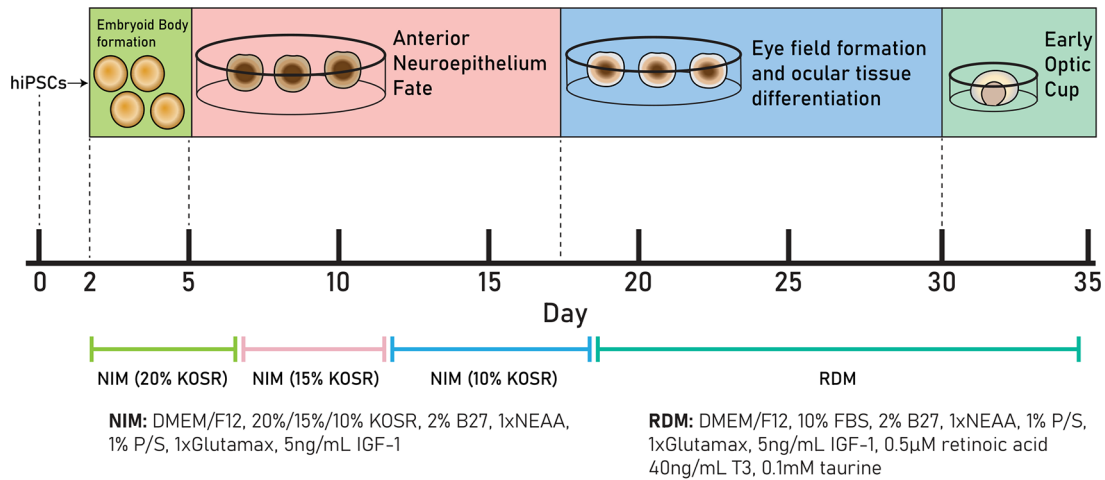 Embryoid Body
formation
hiPSCs
Anterior
Neuroepithelium
Fate
Eye field formation
and ocular tissue
differentiation
Early
Optic
Cup
0 2 5 10 15 20 25 30 35
Day
NIM (20% KOSR) NIM (15% KOSR) NIM (10% KOSR) RDM
NIM: DMEM/F12, 20%/15%/10% KOSR, 2% B27, 1xNEAA,
1% P/S, 1xGlutamax, 5ng/mL IGF-1
RDM: DMEM/F12, 10% FBS, 2% B27, 1xNEAA, 1% P/S,
1xGlutamax, 5ng/mL IGF-1, 0.5μM retinoic acid
40ng/mL T3, 0.1mM taurine